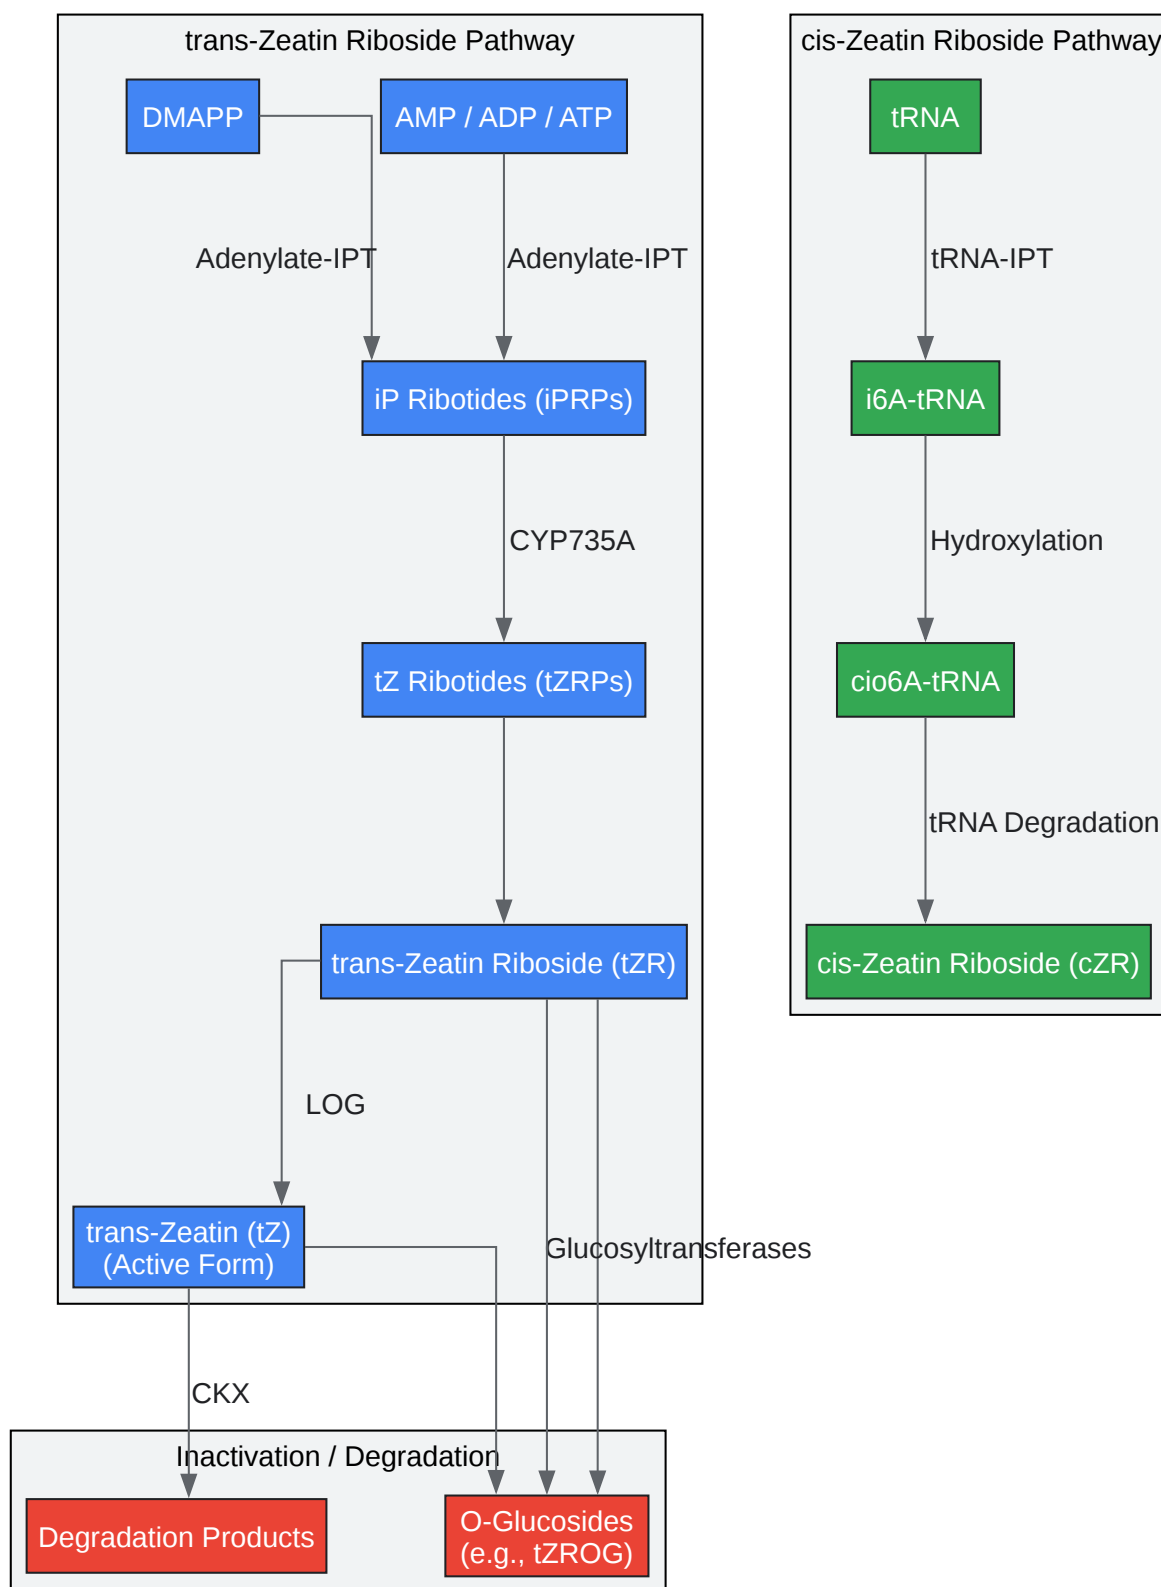 trans-Zeatin Riboside Pathway
DMAPP
AMP / ADP / ATP
Adenylate-IPT
Adenylate-IPT
iP Ribotides (iPRPs)
CYP735A
tZ Ribotides (tZRPs)
trans-Zeatin Riboside (tZR)
LOG
Glucosyltransferases
trans-Zeatin (tZ)
(Active Form)
CKX
Inactivation / Degradation
Degradation Products
O-Glucosides
(e.g., tZROG)
cis-Zeatin Riboside Pathway
tRNA
tRNA-IPT
i6A-tRNA
Hydroxylation
cio6A-tRNA
tRNA Degradation
cis-Zeatin Riboside (cZR)